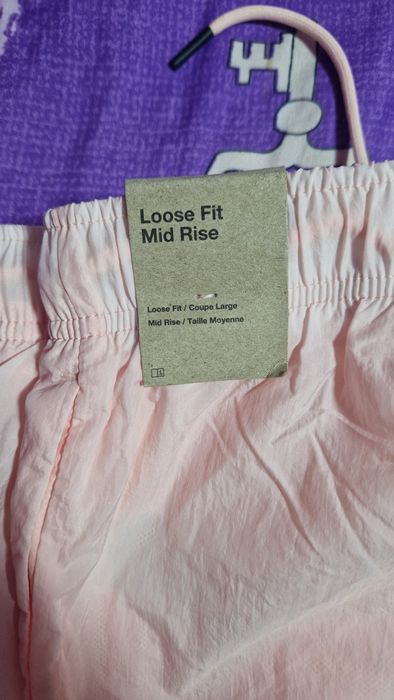 Loose Fit
Mid Rise
Loose Fit / Coupe Large
Mid Rise / Taille Moyenne